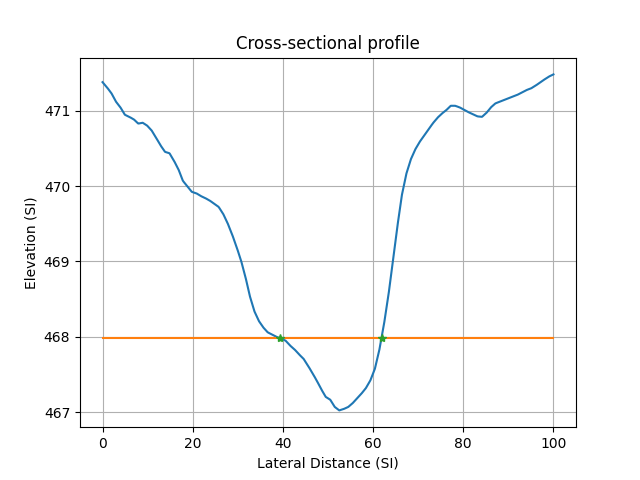 Cross-sectional profile
Elevation (SI)
471
470
469
468
467
0 20 40 60 80 100
Lateral Distance (SI)